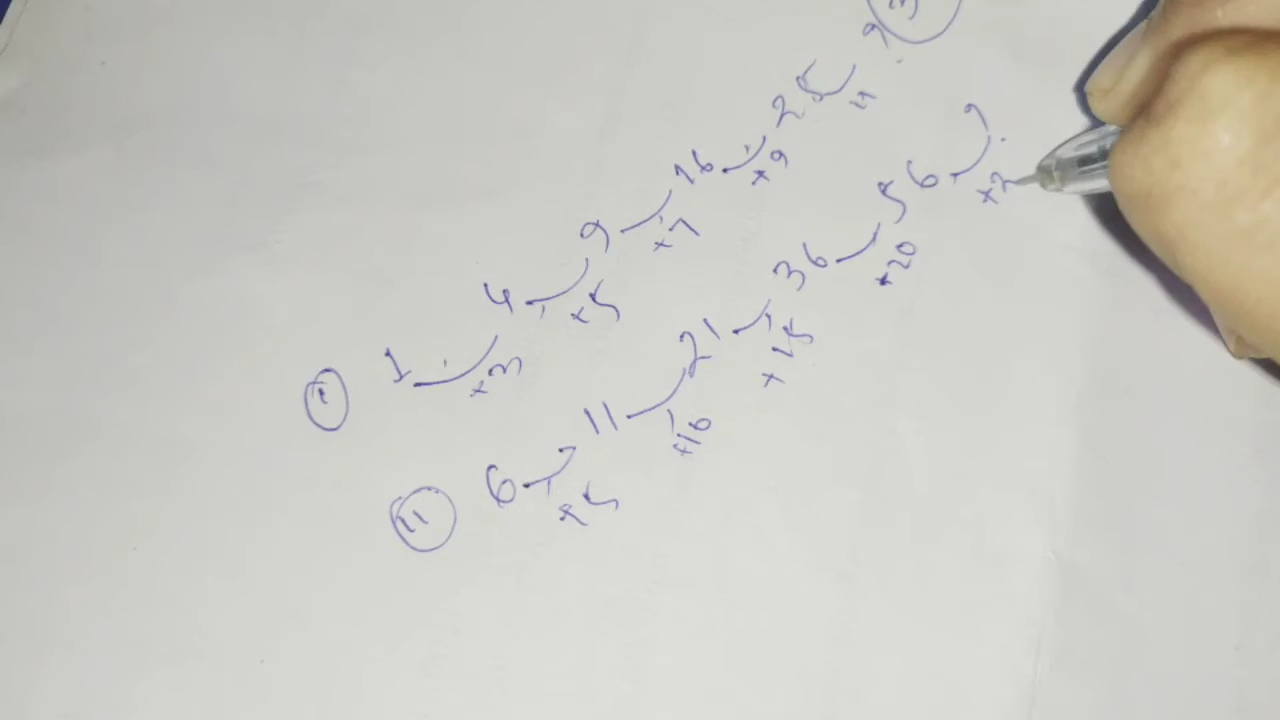 I 1 4 9 16 25 ?
+3 +5 +7 +9 11
II 6 11 21 36 56 ?
+5 +10 +15 +20 +2